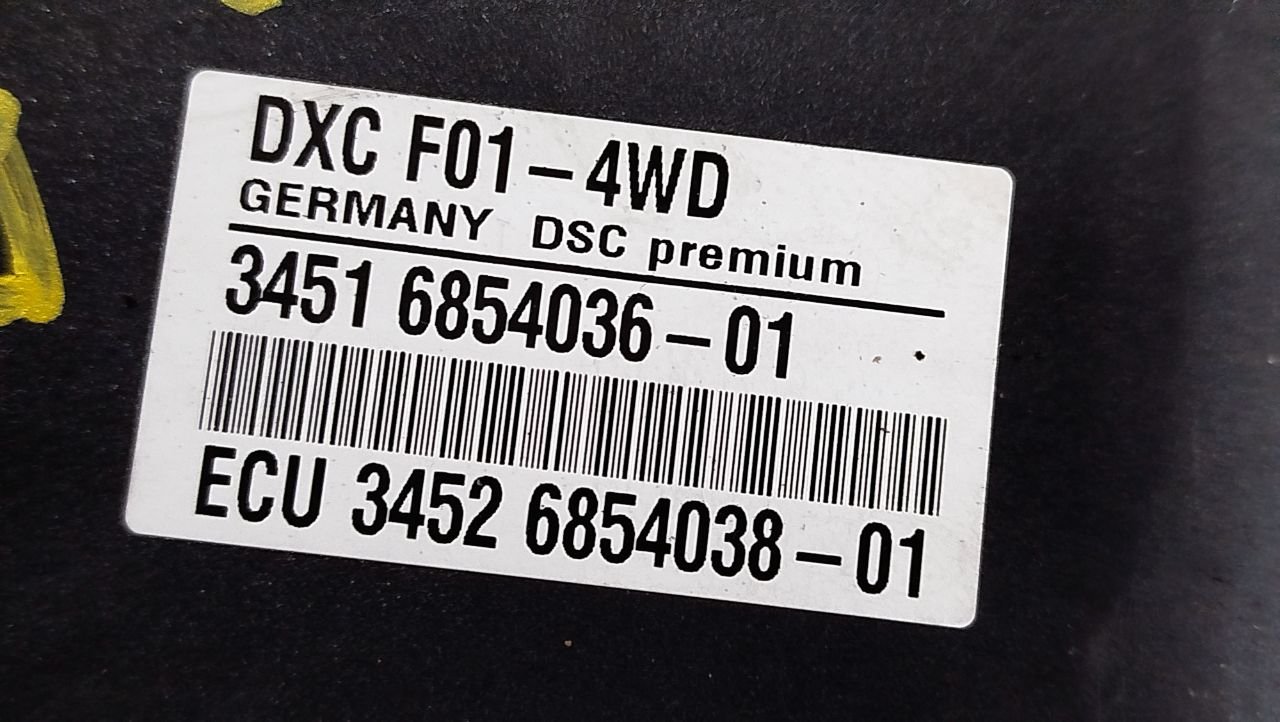 DXC F01-4WD
GERMANY DSC premium
3451 6854036-01
ECU 3452 6854038-01